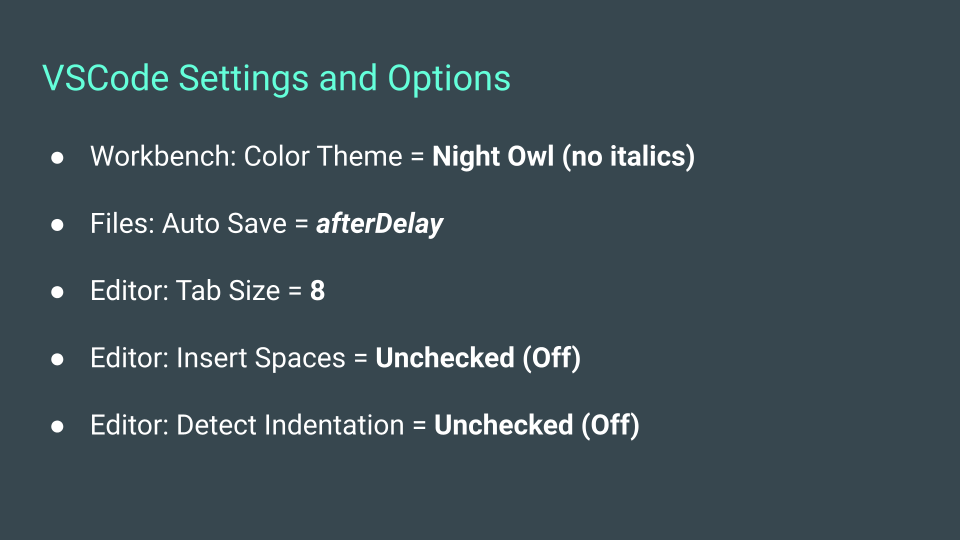 VSCode Settings and Options
● Workbench: Color Theme = Night Owl (no italics)
● Files: Auto Save = afterDelay
● Editor: Tab Size = 8
● Editor: Insert Spaces = Unchecked (Off)
● Editor: Detect Indentation = Unchecked (Off)